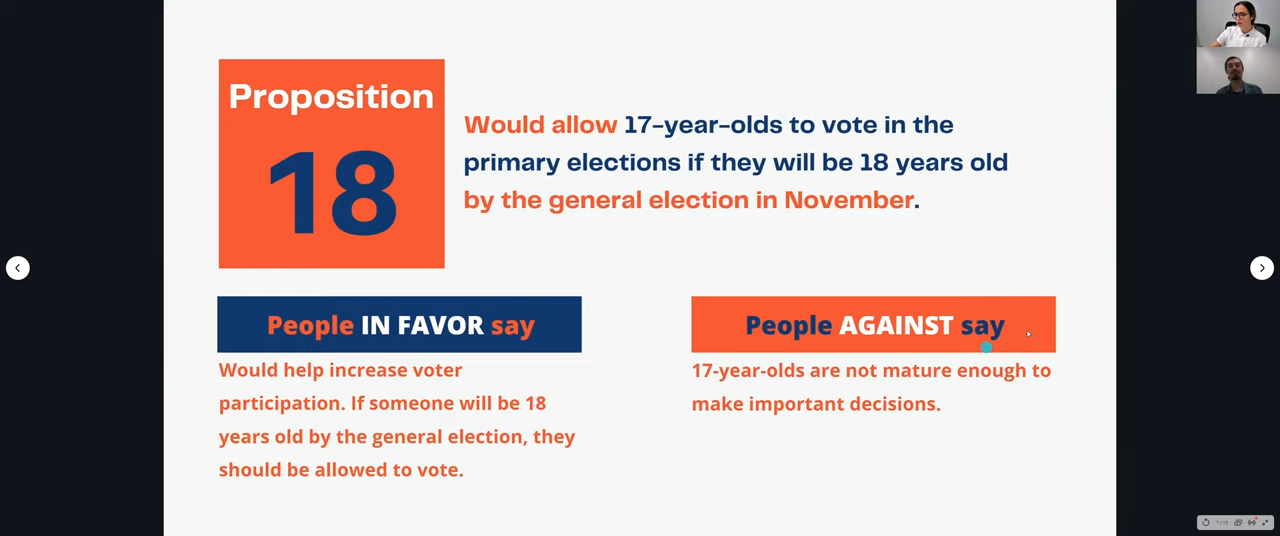 Proposition
18
Would allow 17-year-olds to vote in the
primary elections if they will be 18 years old
by the general election in November.
People IN FAVOR say
Would help increase voter
participation. If someone will be 18
years old by the general election, they
should be allowed to vote.
People AGAINST say
17-year-olds are not mature enough to
make important decisions.